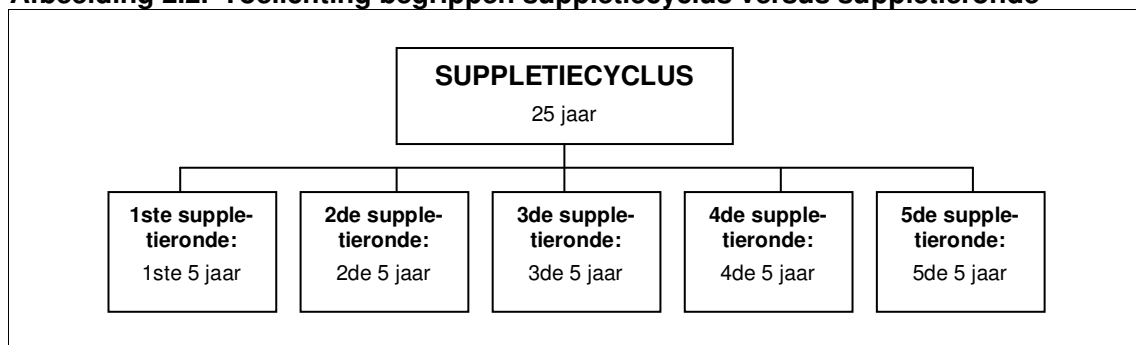 Afbeelding 2.2. Toelichting begrippen suppletiecyclus versus suppletieronde
SUPPLETIECYCLUS
25 jaar
1ste supple-
tieronde:
1ste 5 jaar
2de supple-
tieronde:
2de 5 jaar
3de supple-
tieronde:
3de 5 jaar
4de supple-
tieronde:
4de 5 jaar
5de supple-
tieronde:
5de 5 jaar